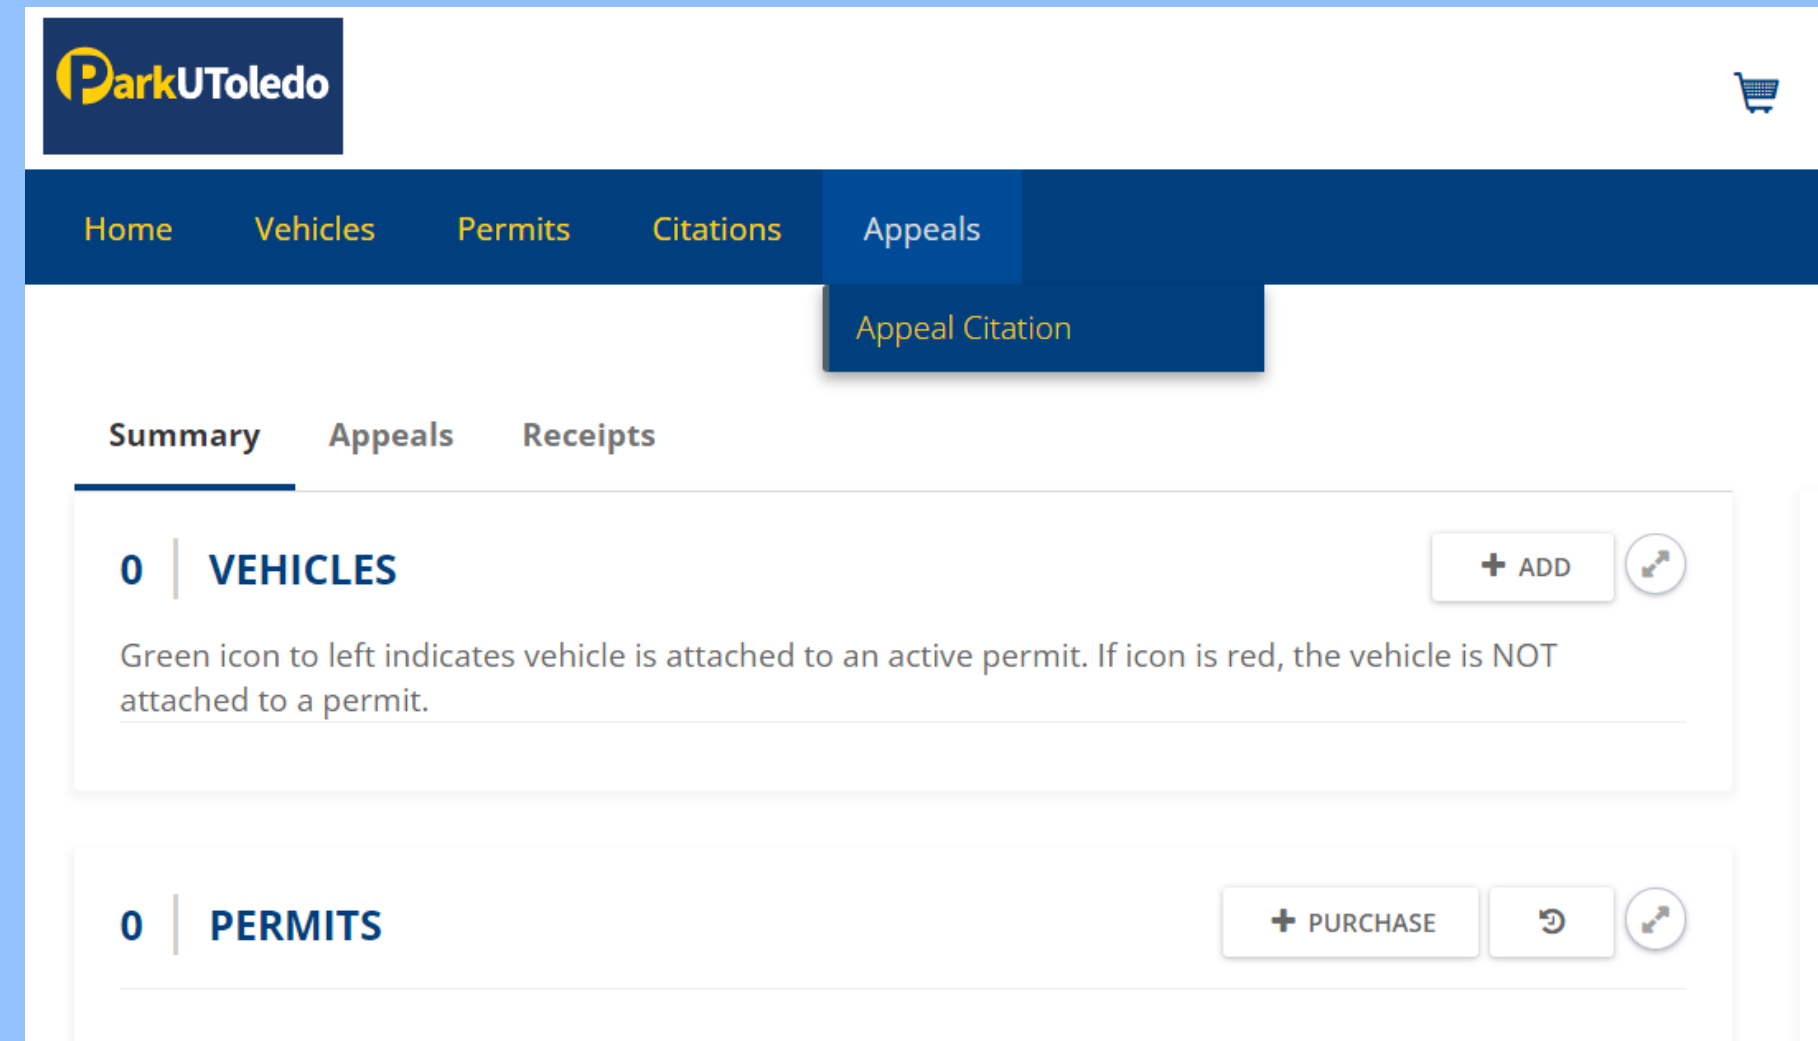 ParkUToledo
Home Vehicles Permits Citations Appeals
Appeal Citation
Summary Appeals Receipts
0 VEHICLES + ADD
Green icon to left indicates vehicle is attached to an active permit. If icon is red, the vehicle is NOT
attached to a permit.
0 PERMITS + PURCHASE